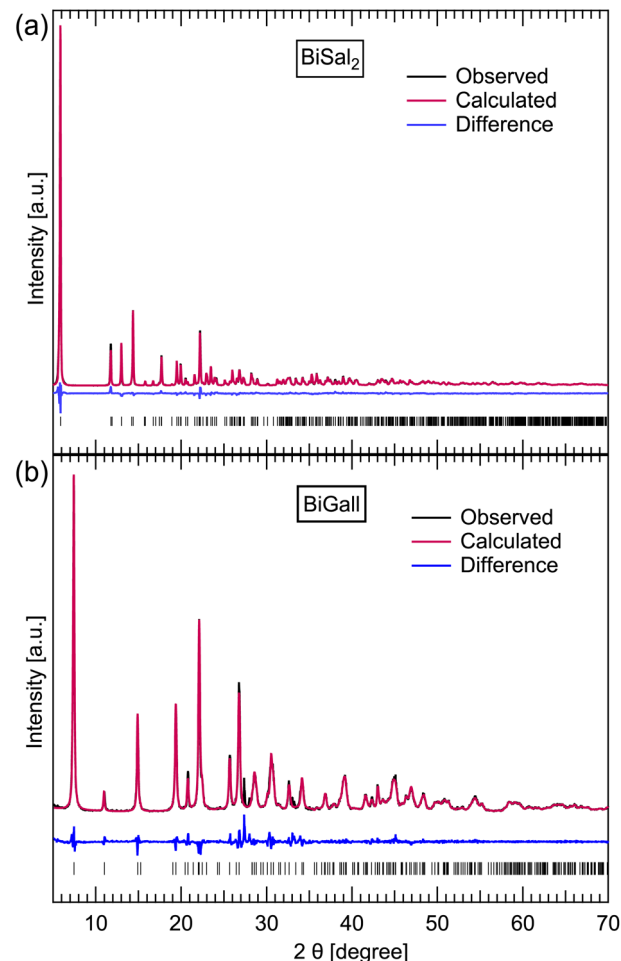 (a)
BiSal₂
Observed
Calculated
Difference
Intensity [a.u.]
(b)
BiGall
Observed
Calculated
Difference
Intensity [a.u.]
10 20 30 40 50 60 70
2 θ [degree]